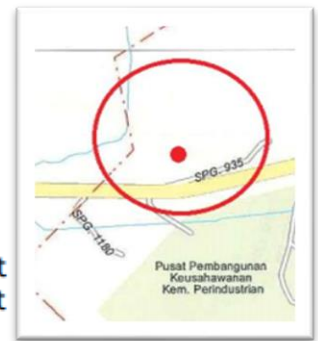 SPG. 935
SPG. 1180
Pusat Pembangunan
Keusahawanan
Kem. Perindustrian
t
t